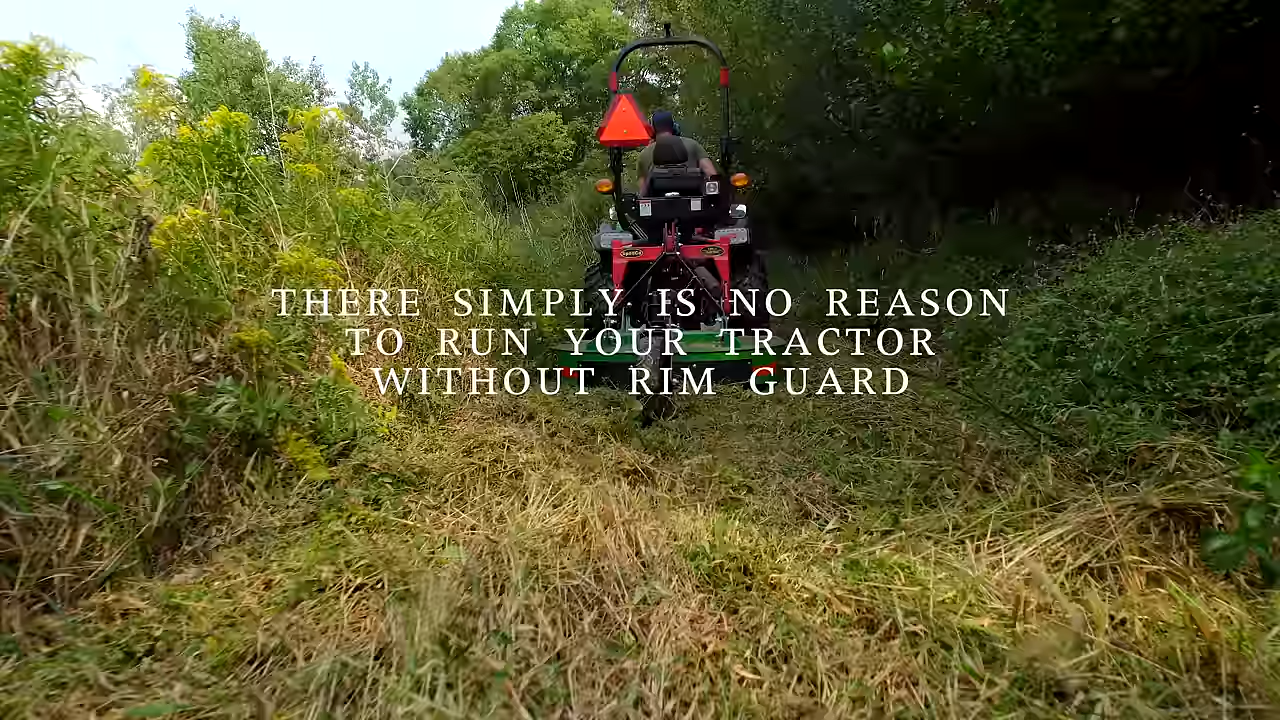 THERE SIMPLY IS NO REASON
TO RUN YOUR TRACTOR
WITHOUT RIM GUARD